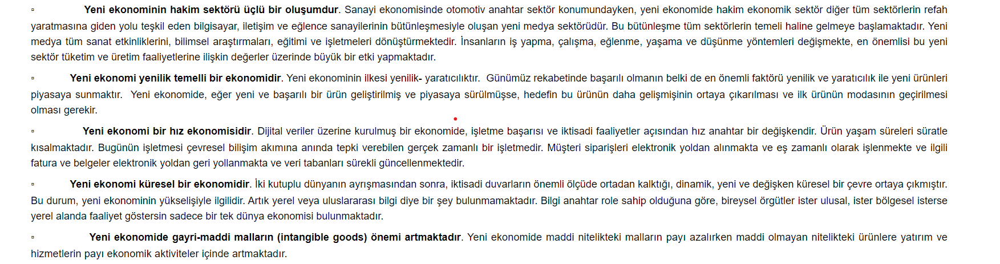 ▫ Yeni ekonominin hakim sektörü üçlü bir oluşumdur. Sanayi ekonomisinde otomotiv anahtar sektör konumundayken, yeni ekonomide hakim ekonomik sektör diğer tüm sektörlerin refah
yaratmasına giden yolu teşkil eden bilgisayar, iletişim ve eğlence sanayilerinin bütünleşmesiyle oluşan yeni medya sektörüdür. Bu bütünleşme tüm sektörlerin temeli haline gelmeye başlamaktadır. Yeni
medya tüm sanat etkinliklerini, bilimsel araştırmaları, eğitimi ve işletmeleri dönüştürmektedir. İnsanların iş yapma, çalışma, eğlenme, yaşama ve düşünme yöntemleri değişmekte, en önemlisi bu yeni
sektör tüketim ve üretim faaliyetlerine ilişkin değerler üzerinde büyük bir etki yapmaktadır.
▫ Yeni ekonomi yenilik temelli bir ekonomidir. Yeni ekonominin ilkesi yenilik- yaratıcılıktır. Günümüz rekabetinde başarılı olmanın belki de en önemli faktörü yenilik ve yaratıcılık ile yeni ürünleri
piyasaya sunmaktır. Yeni ekonomide, eğer yeni ve başarılı bir ürün geliştirilmiş ve piyasaya sürülmüşse, hedefin bu ürünün daha gelişmişinin ortaya çıkarılması ve ilk ürünün modasının geçirilmesi
olması gerekir.
▫ Yeni ekonomi bir hız ekonomisidir. Dijital veriler üzerine kurulmuş bir ekonomide, işletme başarısı ve iktisadi faaliyetler açısından hız anahtar bir değişkendir. Ürün yaşam süreleri süratle
kısalmaktadır. Bugünün işletmesi çevresel bilişim akımına anında tepki verebilen gerçek zamanlı bir işletmedir. Müşteri siparişleri elektronik yoldan alınmakta ve eş zamanlı olarak işlenmekte ve ilgili
fatura ve belgeler elektronik yoldan geri yollanmakta ve veri tabanları sürekli güncellenmektedir.
▫ Yeni ekonomi küresel bir ekonomidir. İki kutuplu dünyanın ayrışmasından sonra, iktisadi duvarların önemli ölçüde ortadan kalktığı, dinamik, yeni ve değişken küresel bir çevre ortaya çıkmıştır.
Bu durum, yeni ekonominin yükselişiyle ilgilidir. Artık yerel veya uluslararası bilgi diye bir şey bulunmamaktadır. Bilgi anahtar role sahip olduğuna göre, bireysel örgütler ister ulusal, ister bölgesel isterse
yerel alanda faaliyet göstersin sadece bir tek dünya ekonomisi bulunmaktadır.
▫ Yeni ekonomide gayri-maddi malların (intangible goods) önemi artmaktadır. Yeni ekonomide maddi nitelikteki malların payı azalırken maddi olmayan nitelikteki ürünlere yatırım ve
hizmetlerin payı ekonomik aktiviteler içinde artmaktadır.